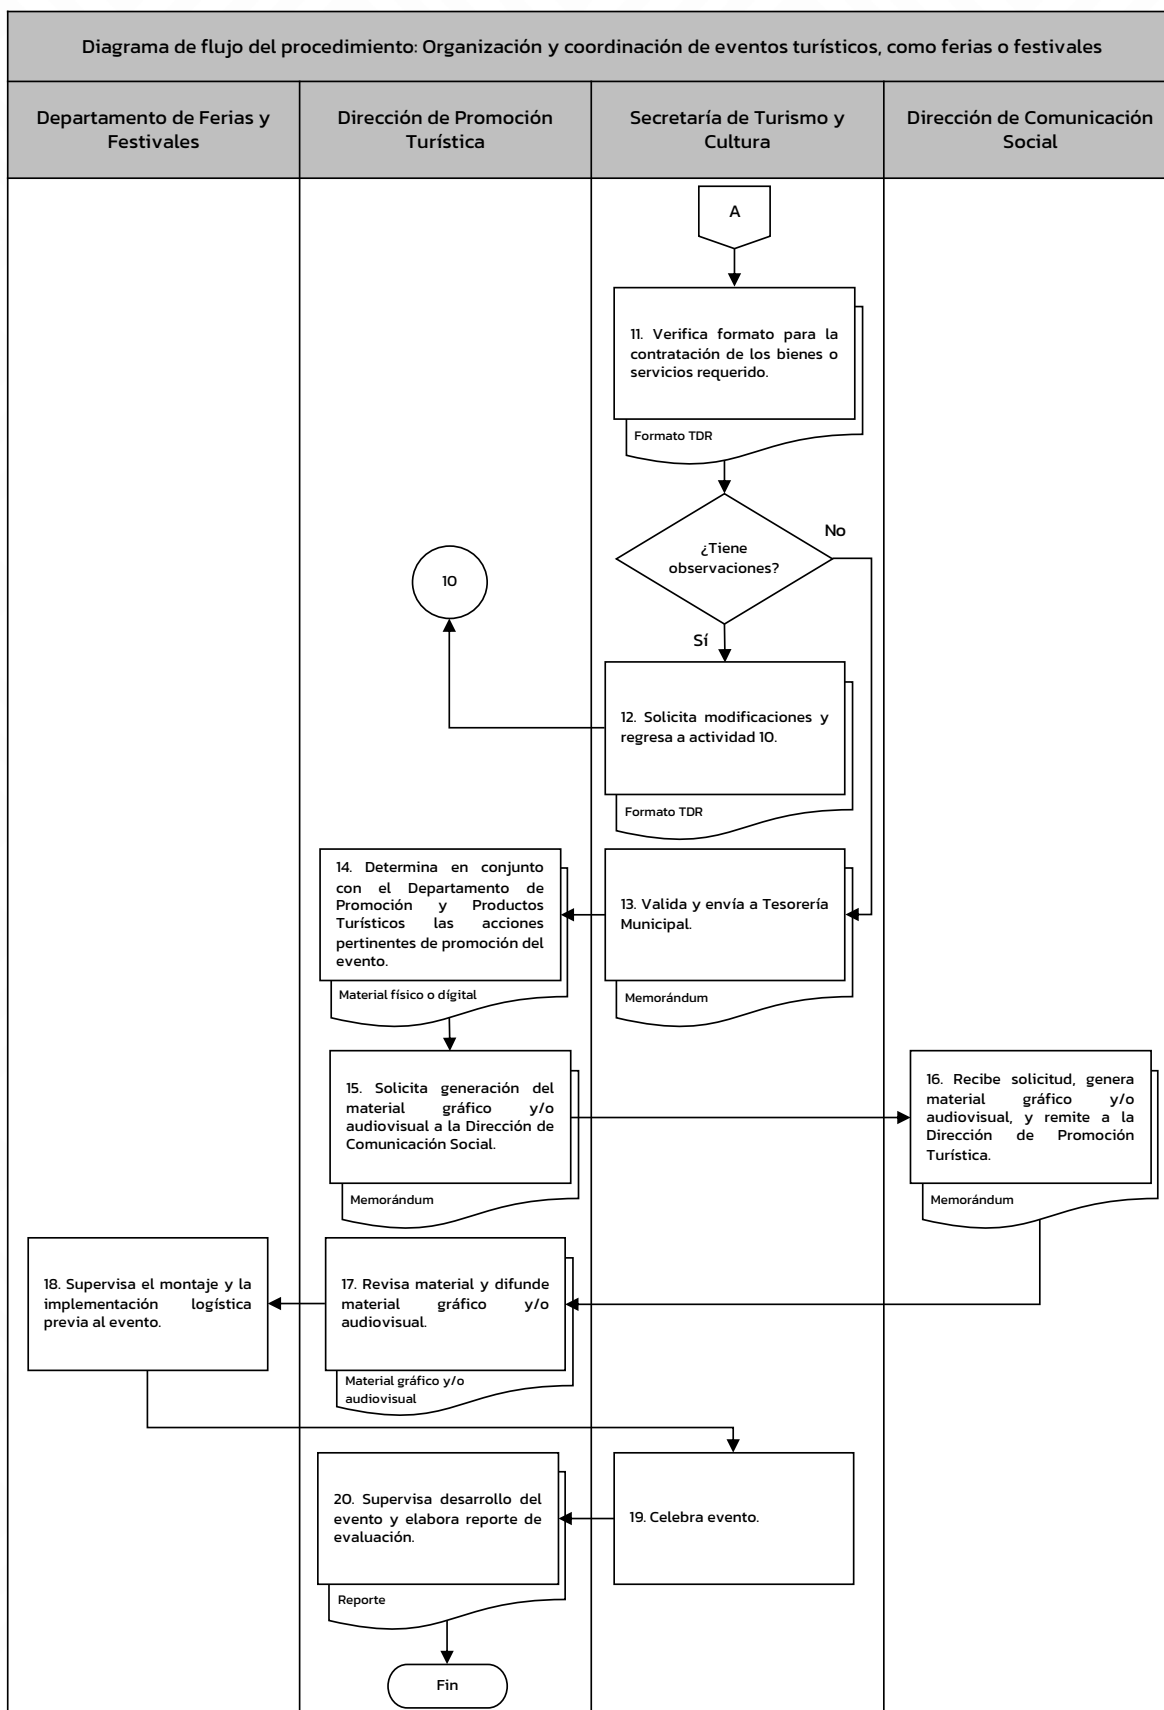 Diagrama de flujo del procedimiento: Organización y coordinación de eventos turísticos, como ferias o festivales
Departamento de Ferias y
Festivales
Dirección de Promoción
Turística
Secretaría de Turismo y
Cultura
Dirección de Comunicación
Social
A
11. Verifica formato para la
contratación de los bienes o
servicios requerido.
Formato TDR
¿Tiene
observaciones?
No
Sí
10
12. Solicita modificaciones y
regresa a actividad 10.
Formato TDR
13. Valida y envía a Tesorería
Municipal.
Memorándum
14. Determina en conjunto
con el Departamento de
Promoción y Productos
Turísticos las acciones
pertinentes de promoción del
evento.
Material físico o dígital
15. Solicita generación del
material gráfico y/o
audiovisual a la Dirección de
Comunicación Social.
Memorándum
16. Recibe solicitud, genera
material gráfico y/o
audiovisual, y remite a la
Dirección de Promoción
Turística.
Memorándum
17. Revisa material y difunde
material gráfico y/o
audiovisual.
Material gráfico y/o
audiovisual
18. Supervisa el montaje y la
implementación logística
previa al evento.
19. Celebra evento.
20. Supervisa desarrollo del
evento y elabora reporte de
evaluación.
Reporte
Fin